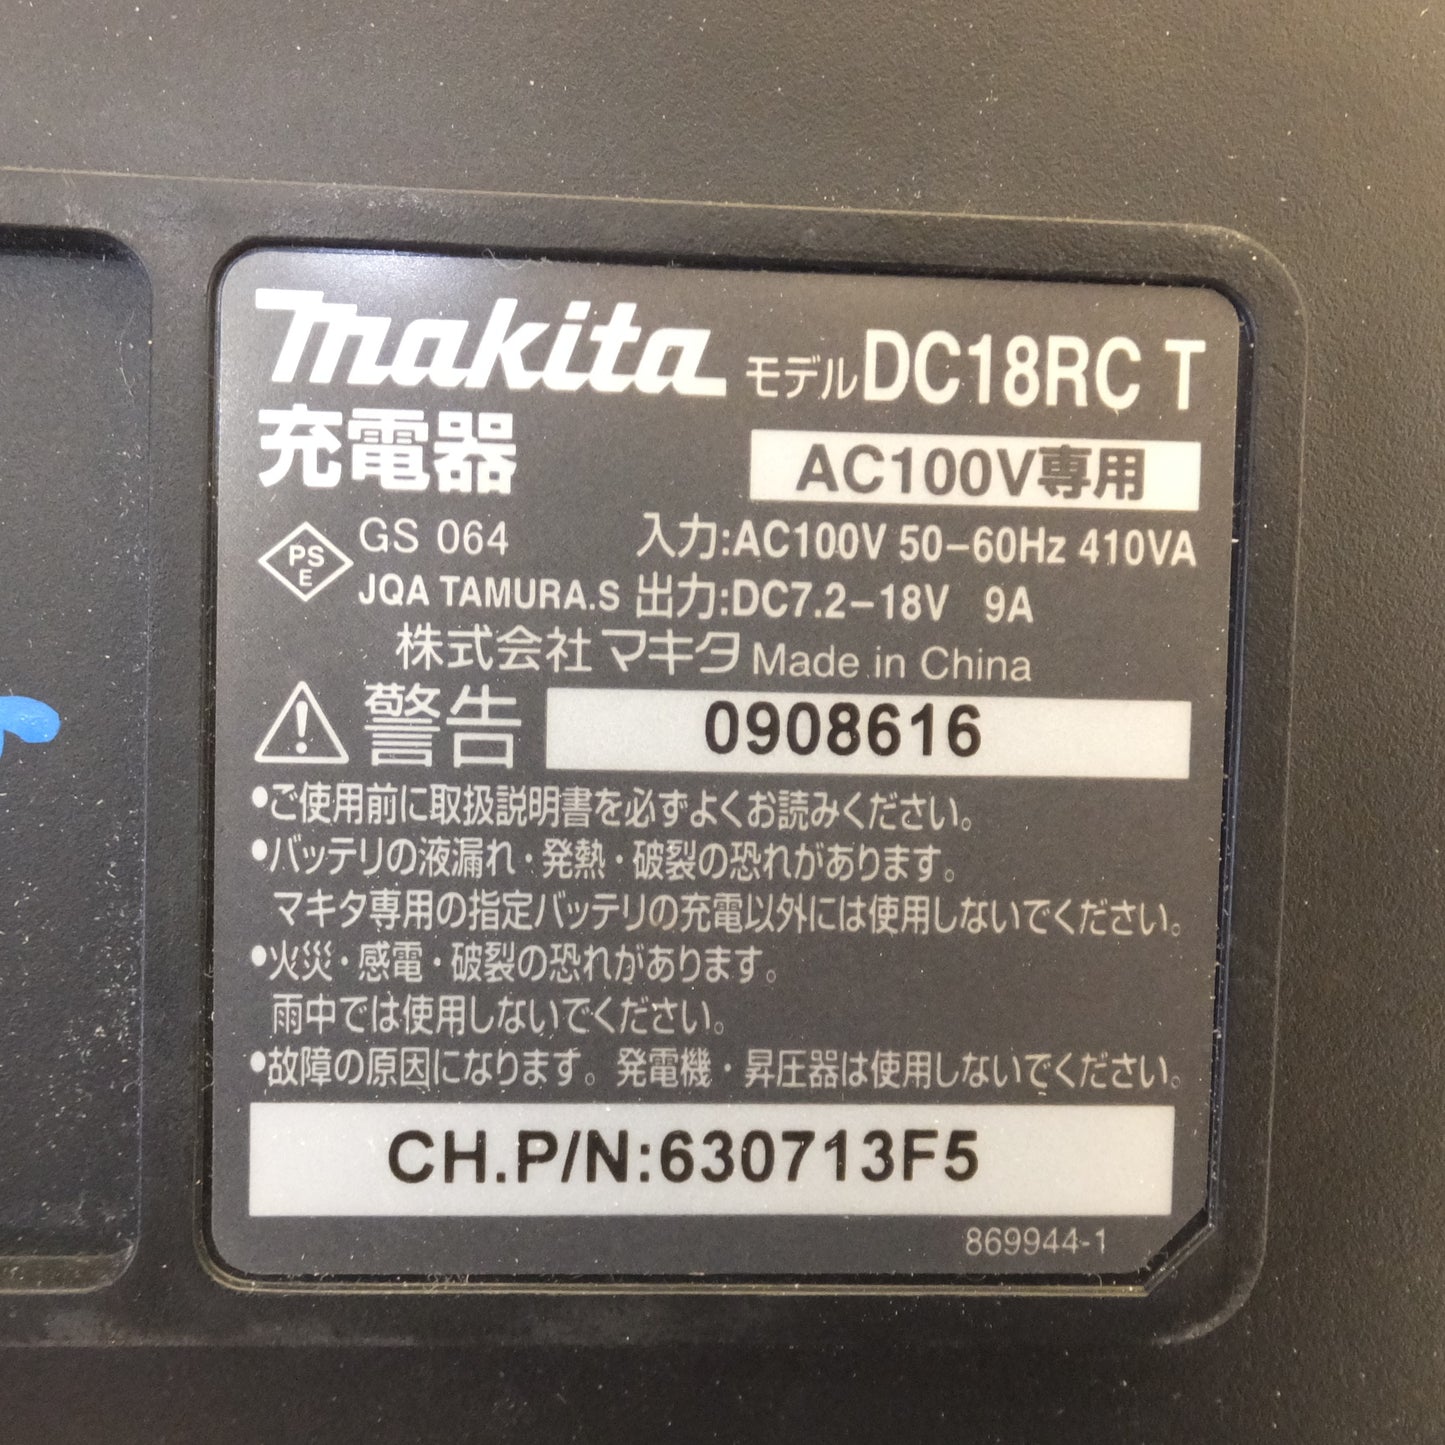 makita モデル DC18RC T
充電器
AC100V専用
PS
E
GS 064
入力:AC100V 50-60Hz 410VA
JQA TAMURA.S 出力:DC7.2-18V 9A
株式会社 マキタ Made in China
警告 0908616
•ご使用前に取扱説明書を必ずよくお読みください。
•バッテリの液漏れ・発熱・破裂の恐れがあります。
マキタ専用の指定バッテリの充電以外には使用しないでください。
•火災・感電・破裂の恐れがあります。
雨中では使用しないでください。
•故障の原因になります。発電機・昇圧器は使用しないでください。
CH.P/N:630713F5
869944-1